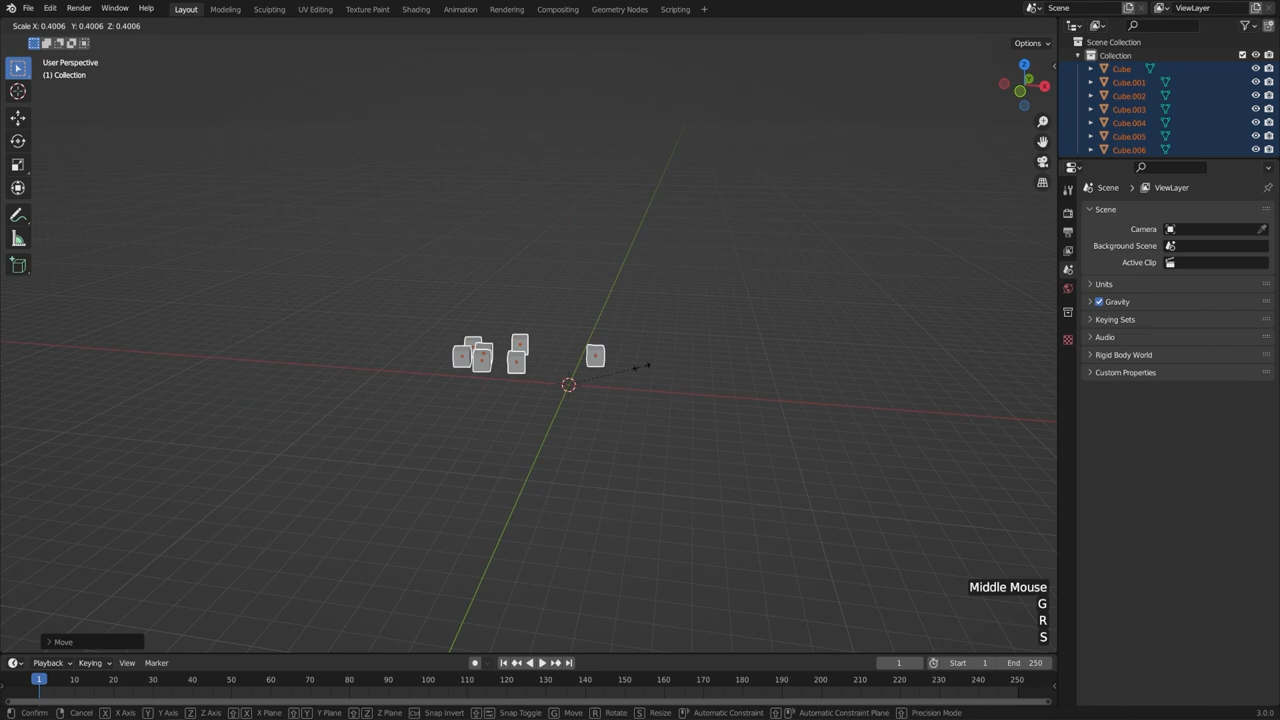 File Edit Render Window Help Layout Modeling Sculpting UV Editing Texture Paint Shading Animation Rendering Compositing Geometry Nodes Scripting + Scene ViewLayer
Scale X: 0.4006 Y: 0.4006 Z: 0.4006
Options
User Perspective
(1) Collection
Z
Y
X
Scene Collection
Collection
Cube
Cube.001
Cube.002
Cube.003
Cube.004
Cube.005
Cube.006
Scene ViewLayer
Scene
Camera
Background Scene
Active Clip
Units
Gravity
Keying Sets
Audio
Rigid Body World
Custom Properties
Middle Mouse
G
R
S
Move
Playback Keying View Marker 1 Start 1 End 250
1 10 20 30 40 50 60 70 80 90 100 110 120 130 140 150 160 170 180 190 200 210 220 230 240 250
Confirm Cancel X X Axis Y Y Axis Z Z Axis X X Plane Y Y Plane Z Z Plane Ctrl Snap Invert Snap Toggle G Move R Rotate S Resize Automatic Constraint Automatic Constraint Plane Precision Mode 3.0.0